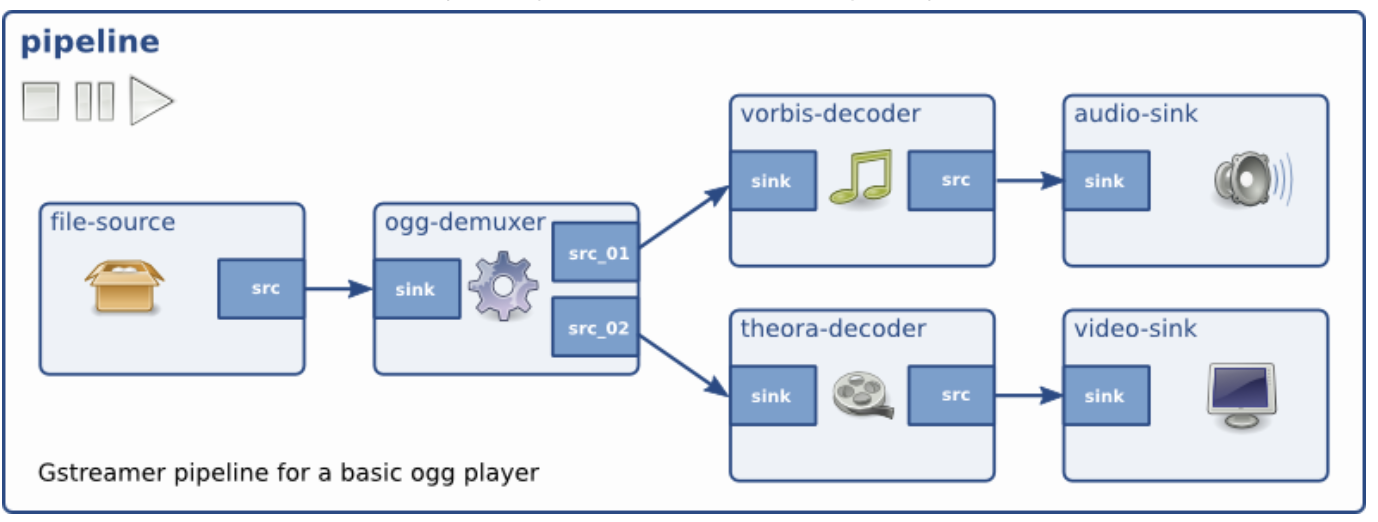 pipeline
file-source
src
ogg-demuxer
sink
src_01
src_02
vorbis-decoder
sink
src
audio-sink
sink
theora-decoder
sink
src
video-sink
sink
Gstreamer pipeline for a basic ogg player